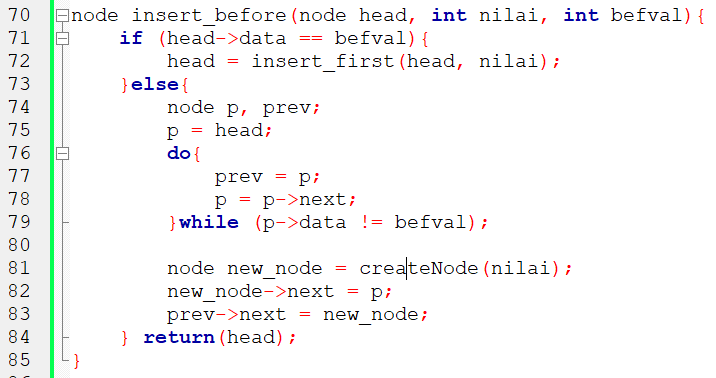 70 node insert_before(node head, int nilai, int befval){
71     if (head->data == befval){
72         head = insert_first(head, nilai);
73     }else{
74         node p, prev;
75         p = head;
76         do{
77             prev = p;
78             p = p->next;
79         }while (p->data != befval);
80
81         node new_node = createNode(nilai);
82         new_node->next = p;
83         prev->next = new_node;
84     } return(head);
85 }